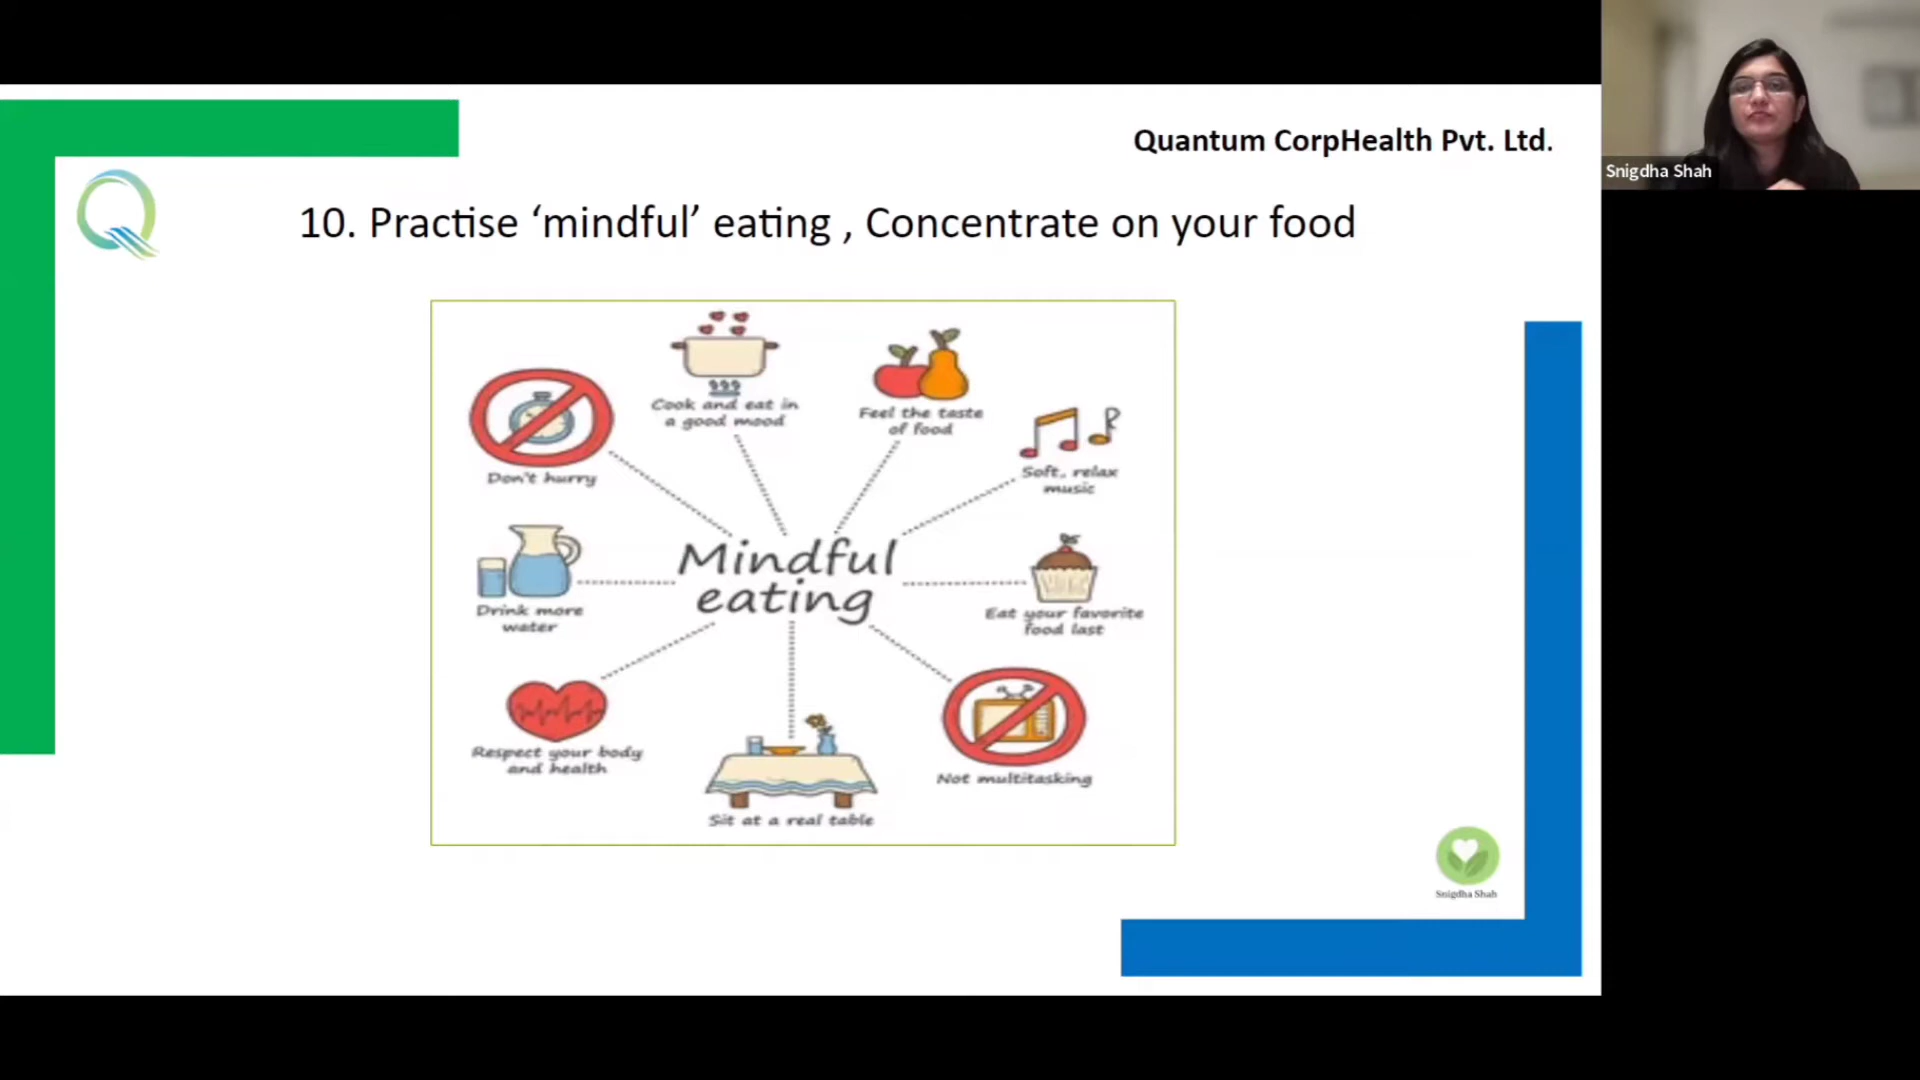 Quantum CorpHealth Pvt. Ltd.
Snigdha Shah
10. Practise ‘mindful’ eating , Concentrate on your food
Cook and eat in
a good mood
Feel the taste
of food
Don't hurry
Soft, relax
music
Mindful
eating
Drink more
water
Eat your favorite
food last
Respect your body
and health
Not multitasking
Sit at a real table
Snigdha Shah